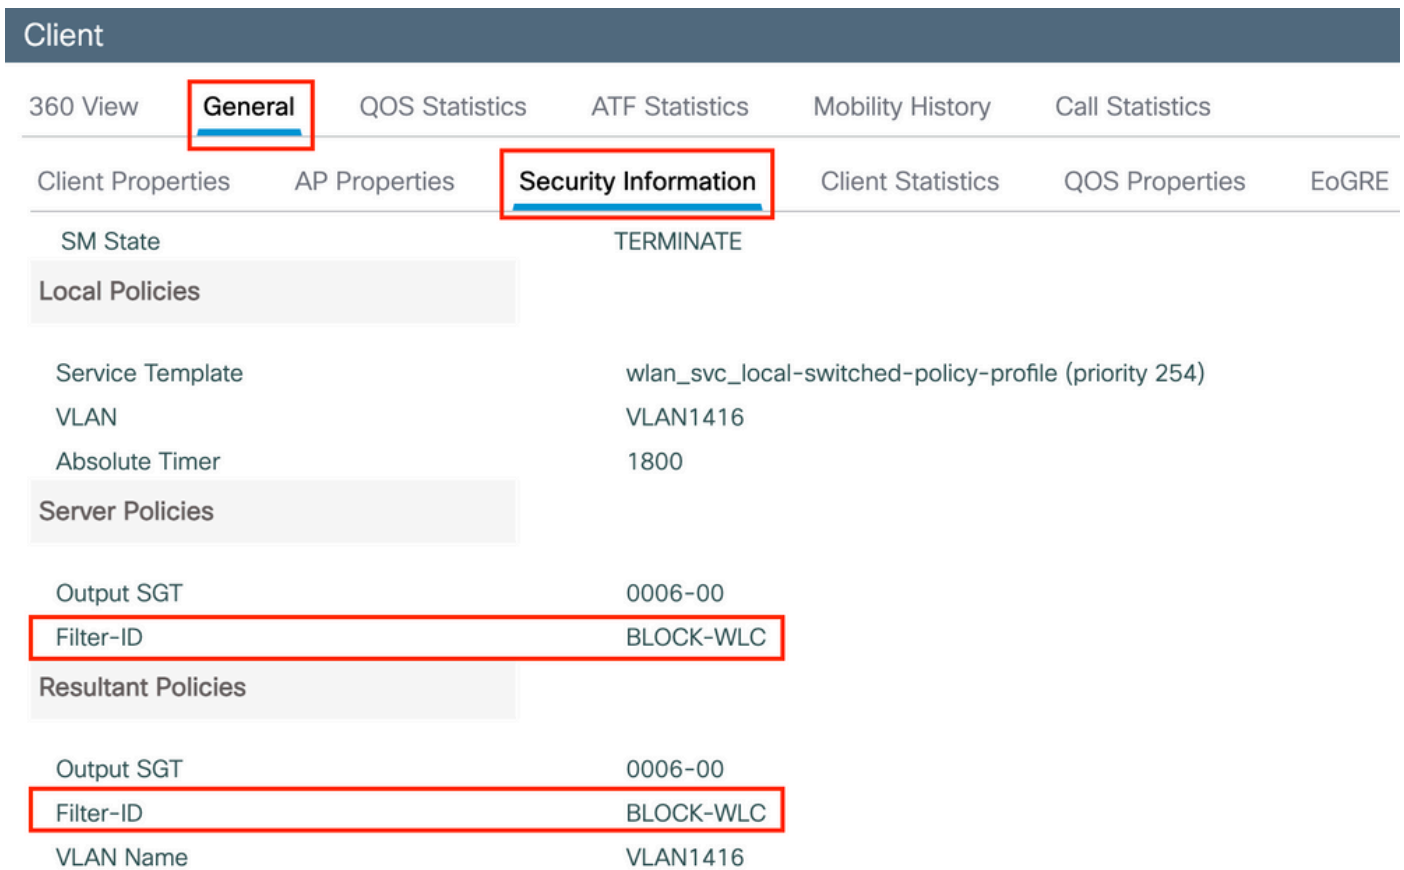 Client
360 View General QOS Statistics ATF Statistics Mobility History Call Statistics
Client Properties AP Properties Security Information Client Statistics QOS Properties EoGRE
SM State TERMINATE
Local Policies
Service Template wlan_svc_local-switched-policy-profile (priority 254)
VLAN VLAN1416
Absolute Timer 1800
Server Policies
Output SGT 0006-00
Filter-ID BLOCK-WLC
Resultant Policies
Output SGT 0006-00
Filter-ID BLOCK-WLC
VLAN Name VLAN1416